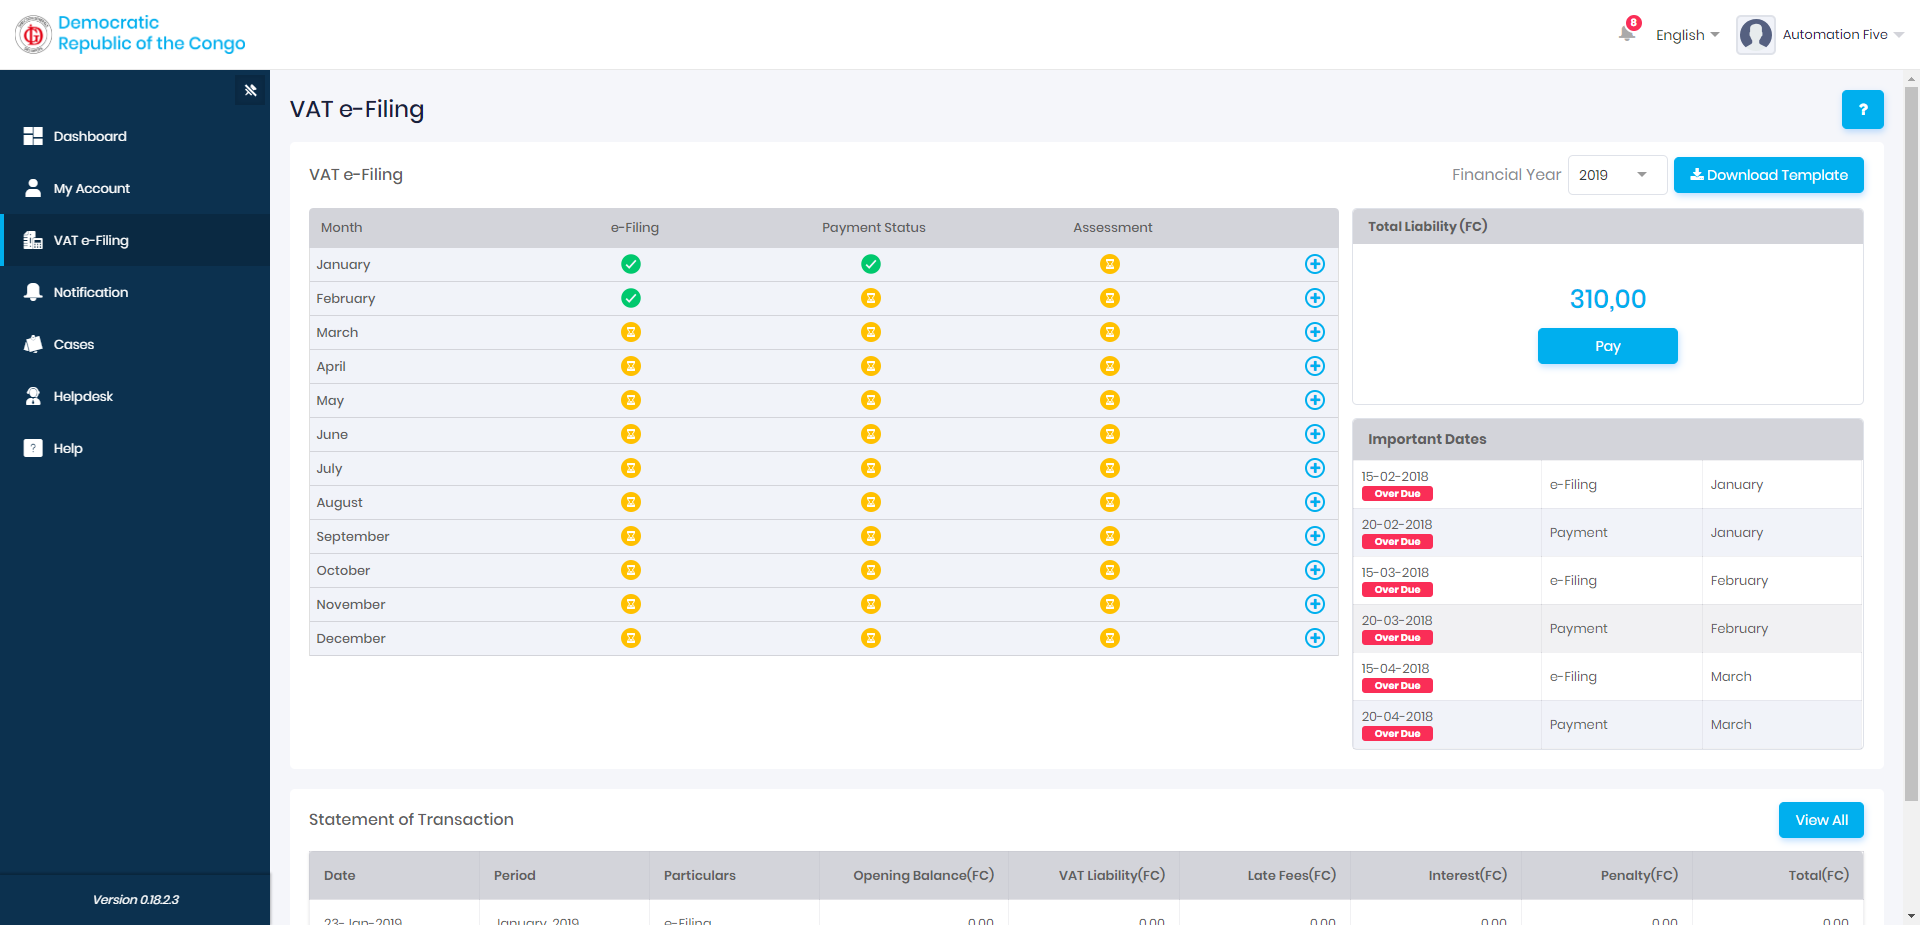 Democratic
Republic of the Congo
8
English
Automation Five
Dashboard
My Account
VAT e-Filing
Notification
Cases
Helpdesk
? Help
Version 0.18.2.3
VAT e-Filing
?
VAT e-Filing
Financial Year 2019 Download Template
Month e-Filing Payment Status Assessment
January
February
March
April
May
June
July
August
September
October
November
December
Total Liability (FC)
310,00
Pay
Important Dates
15-02-2018 e-Filing January
Over Due
20-02-2018 Payment January
Over Due
15-03-2018 e-Filing February
Over Due
20-03-2018 Payment February
Over Due
15-04-2018 e-Filing March
Over Due
20-04-2018 Payment March
Over Due
Statement of Transaction
View All
Date Period Particulars Opening Balance(FC) VAT Liability(FC) Late Fees(FC) Interest(FC) Penalty(FC) Total(FC)
23-Jan-2019 January, 2019 e-Filing 0,00 0,00 0,00 0,00 0,00 0,00